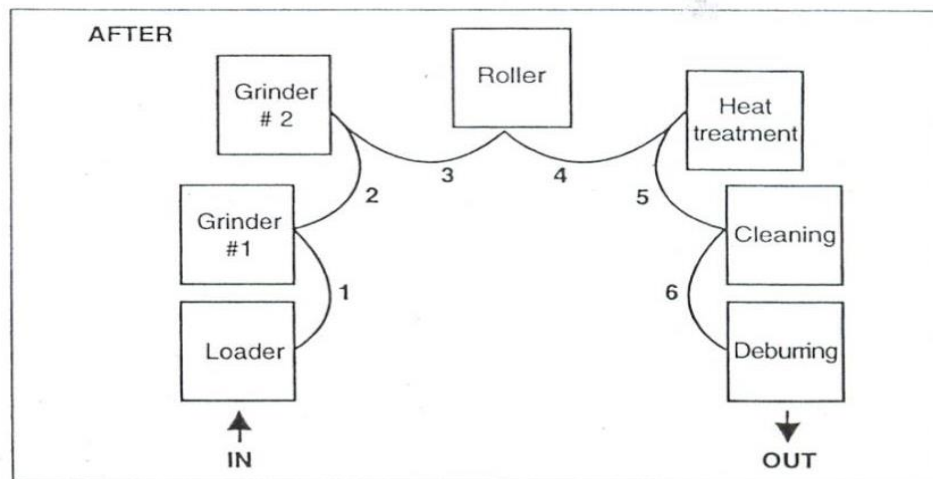 AFTER
Grinder
# 2
Roller
Heat
treatment
Grinder
#1
Cleaning
Loader
Deburring
1
2
3
4
5
6
IN
OUT